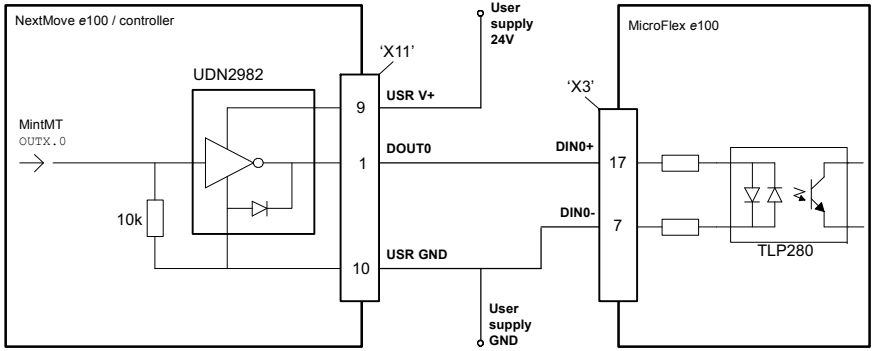 NextMove e100 / controller
UDN2982
MintMT
OUTX.0
10k
'X11'
9
1
10
USR V+
DOUT0
USR GND
User
supply
24V
User
supply
GND
MicroFlex e100
'X3'
DIN0+
DIN0-
17
7
TLP280